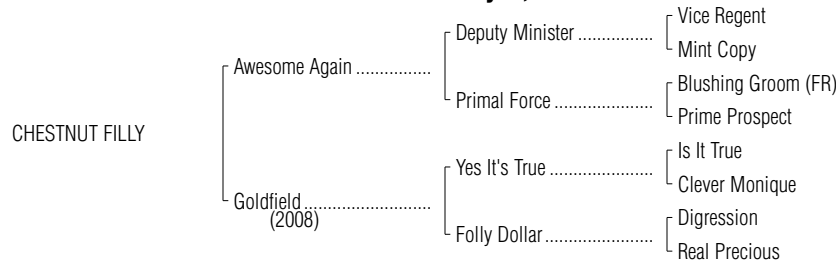 Vice Regent
Deputy Minister ................
Mint Copy
Awesome Again ................
Blushing Groom (FR)
Primal Force .....................
Prime Prospect
CHESTNUT FILLY
Is It True
Yes It's True .......................
Clever Monique
Goldfield ...........................
(2008)
Digression
Folly Dollar.......................
Real Precious